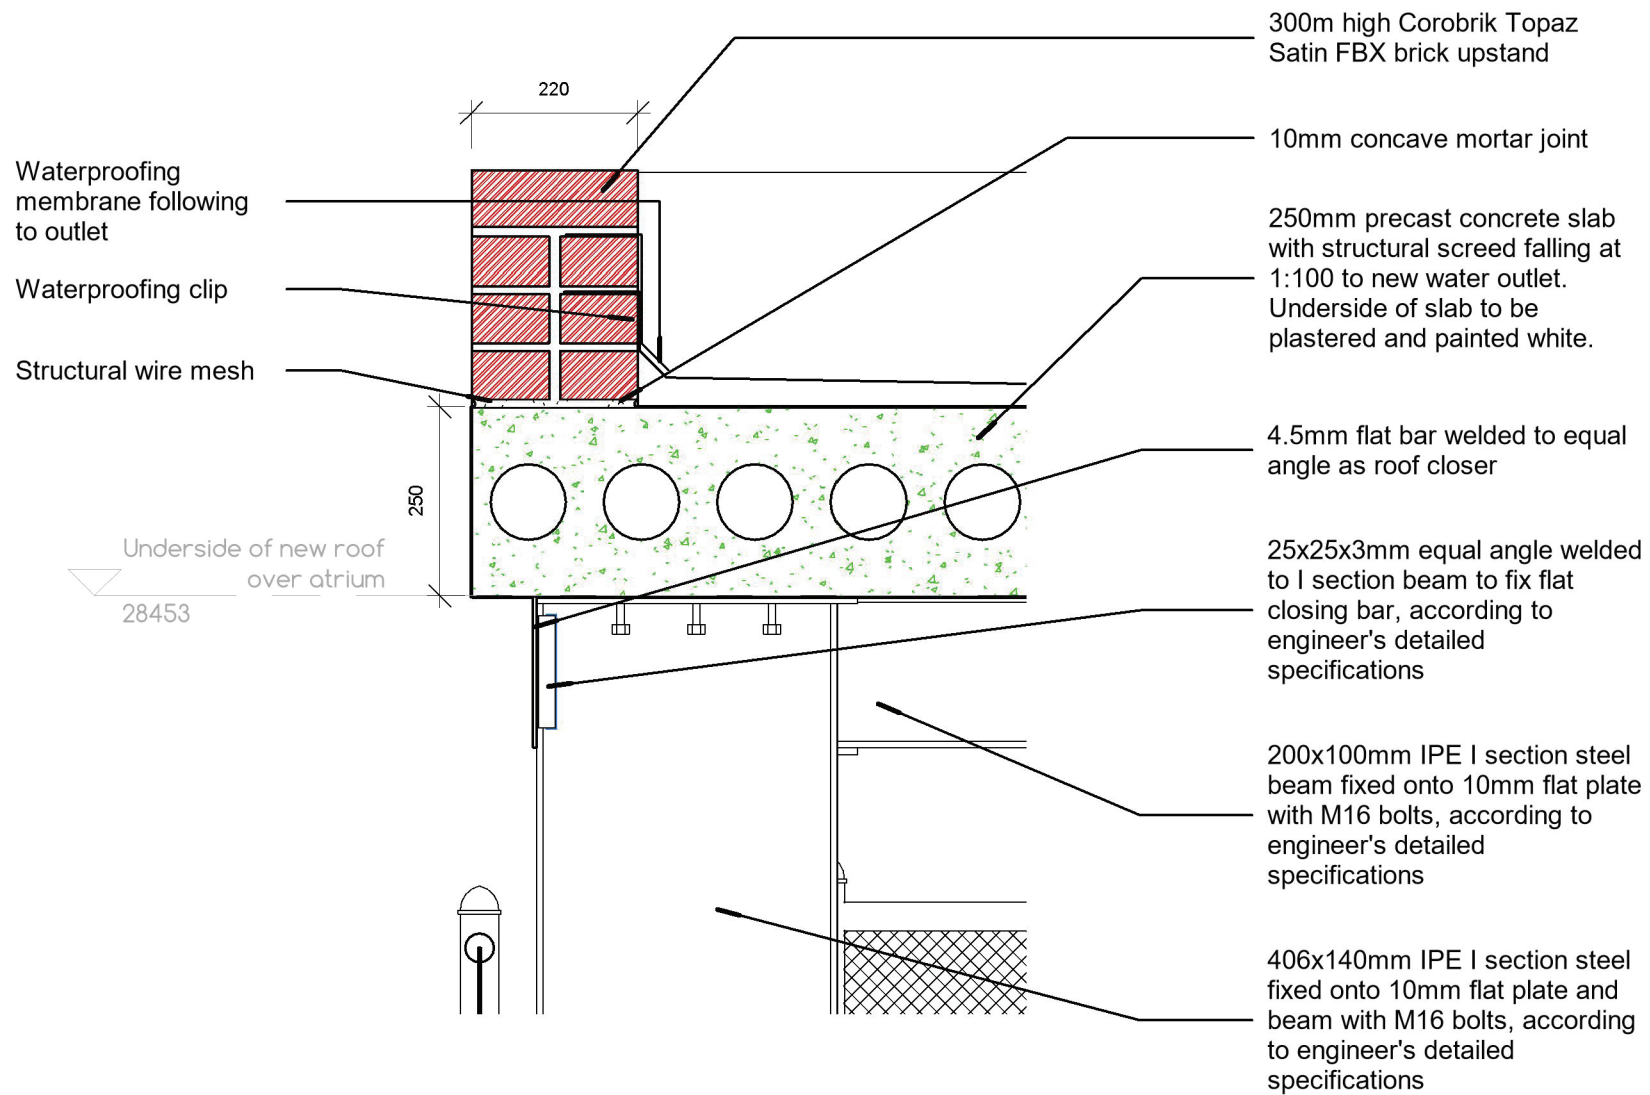 300m high Corobrik Topaz
Satin FBX brick upstand
220
10mm concave mortar joint
Waterproofing
membrane following
to outlet
250mm precast concrete slab
with structural screed falling at
1:100 to new water outlet.
Underside of slab to be
plastered and painted white.
Waterproofing clip
Structural wire mesh
4.5mm flat bar welded to equal
angle as roof closer
250
Underside of new roof
over atrium
28453
25x25x3mm equal angle welded
to I section beam to fix flat
closing bar, according to
engineer's detailed
specifications
200x100mm IPE I section steel
beam fixed onto 10mm flat plate
with M16 bolts, according to
engineer's detailed
specifications
406x140mm IPE I section steel
fixed onto 10mm flat plate and
beam with M16 bolts, according
to engineer's detailed
specifications